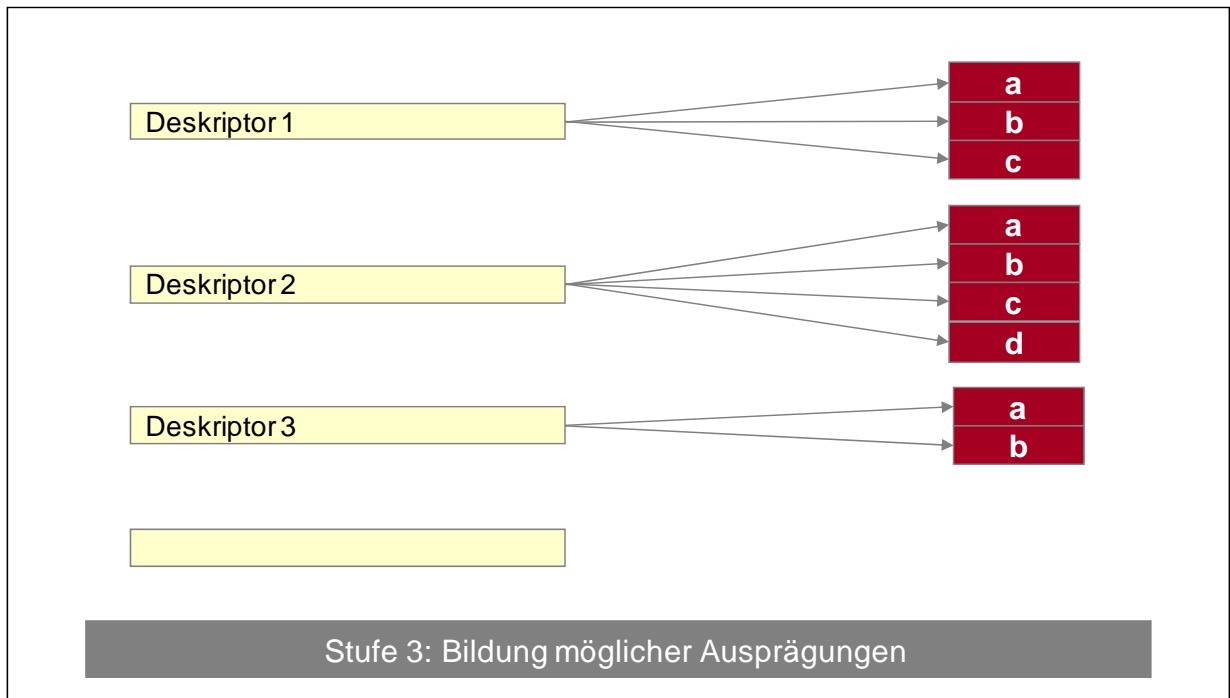 Deskriptor 1
a
b
c
Deskriptor 2
a
b
c
d
Deskriptor 3
a
b
Stufe 3: Bildung möglicher Ausprägungen